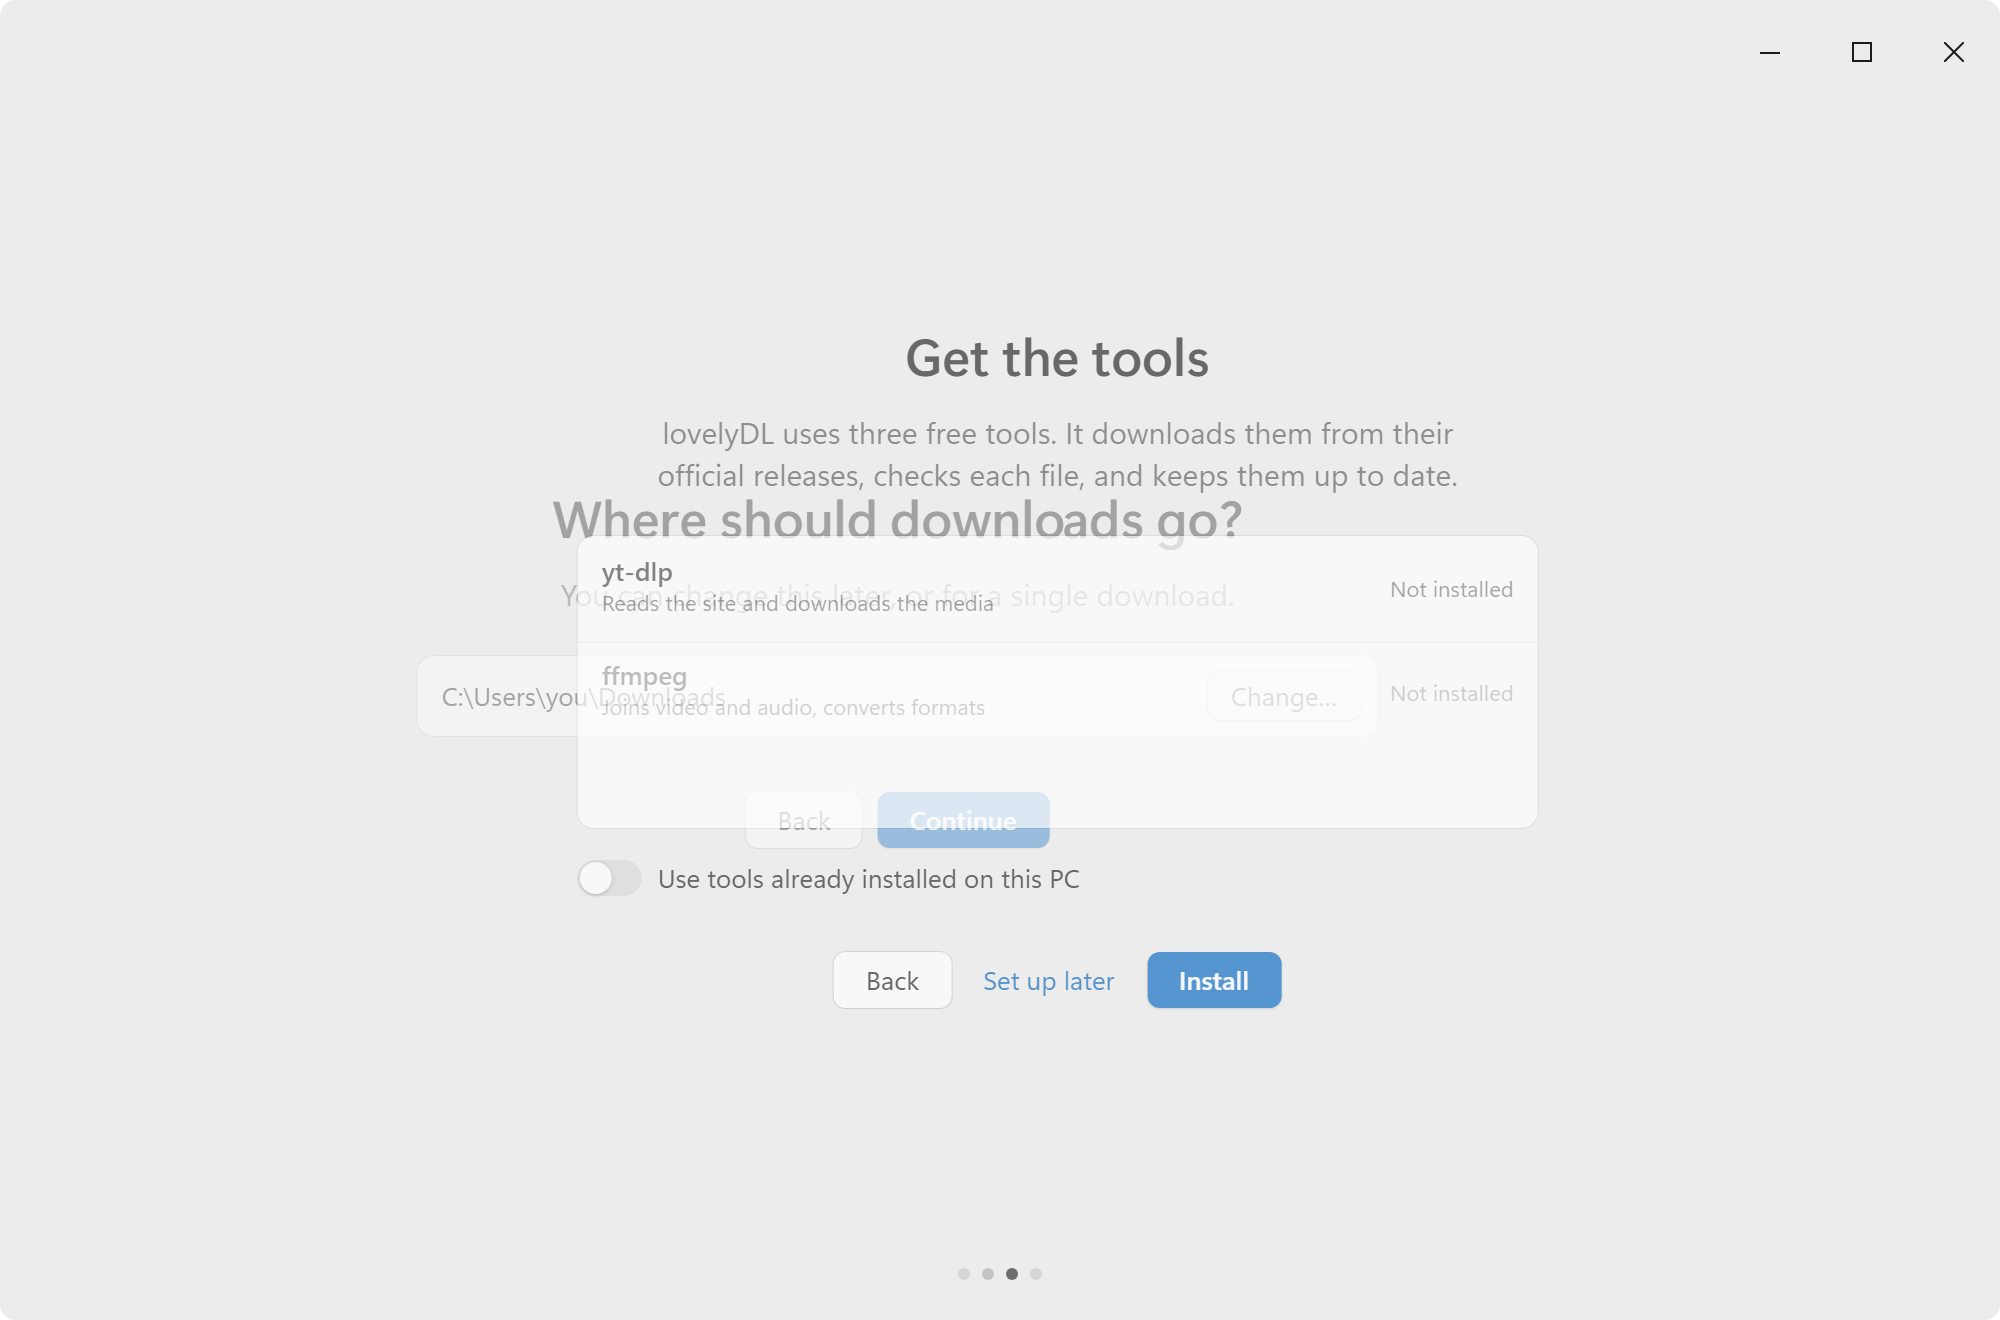 Get the tools
lovelyDL uses three free tools. It downloads them from their
official releases, checks each file, and keeps them up to date.
Where should downloads go?
yt-dlp
Reads the site and downloads the media
Not installed
You can change this later, or for a single download.
ffmpeg
Joins video and audio, converts formats
Not installed
C:\Users\you\Downloads
Change...
Back
Continue
Use tools already installed on this PC
Back
Set up later
Install